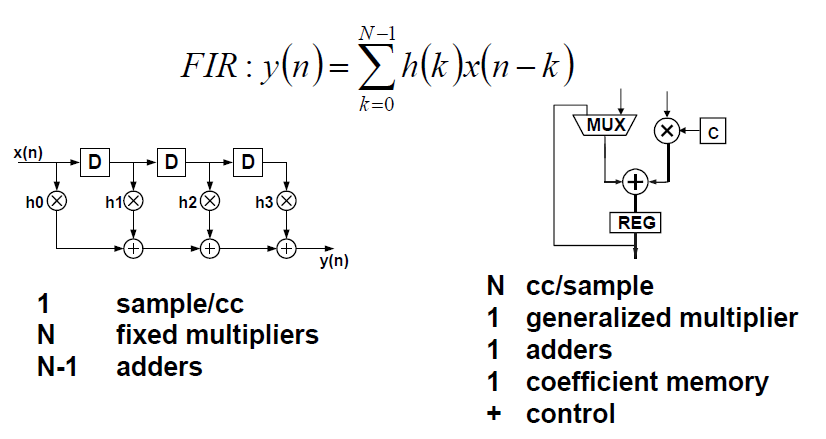 N−1
FIR : y(n) = ∑ h(k)x(n − k)
k=0
x(n)
D
D
D
h0
h1
h2
h3
y(n)
1 sample/cc
N fixed multipliers
N-1 adders
MUX
C
REG
N cc/sample
1 generalized multiplier
1 adders
1 coefficient memory
+ control